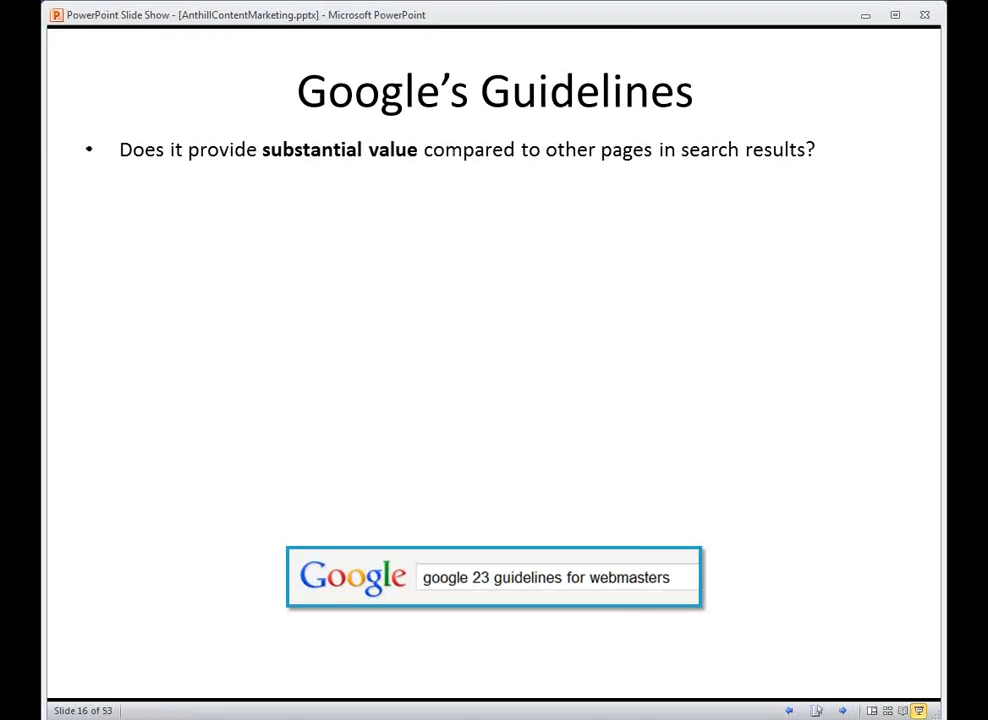 PowerPoint Slide Show - [AnthillContentMarketing.pptx] - Microsoft PowerPoint
Google’s Guidelines
• Does it provide substantial value compared to other pages in search results?
Google google 23 guidelines for webmasters
Slide 16 of 53